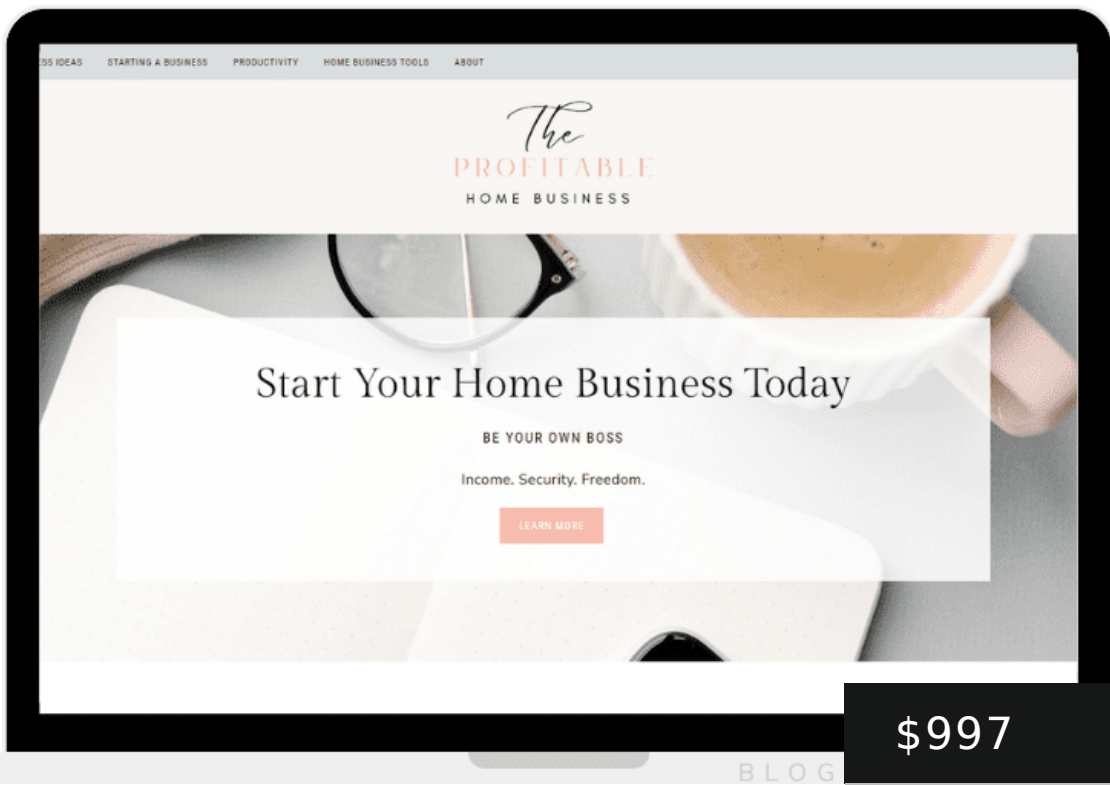 STARTING A BUSINESS PRODUCTIVITY HOME BUSINESS TOOLS ABOUT
The
PROFITABLE
HOME BUSINESS
Start Your Home Business Today
BE YOUR OWN BOSS
Income. Security. Freedom.
LEARN MORE
$997
BLOG